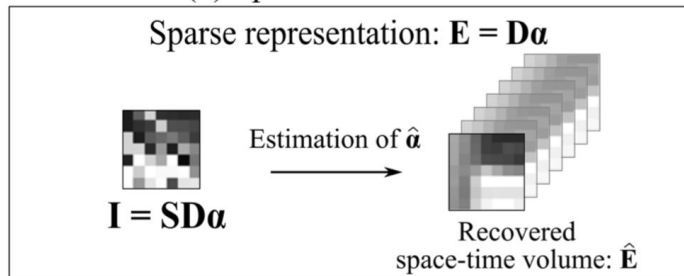 Sparse representation: E = Dα
Estimation of α̂
I = SDα
Recovered
space-time volume: Ê